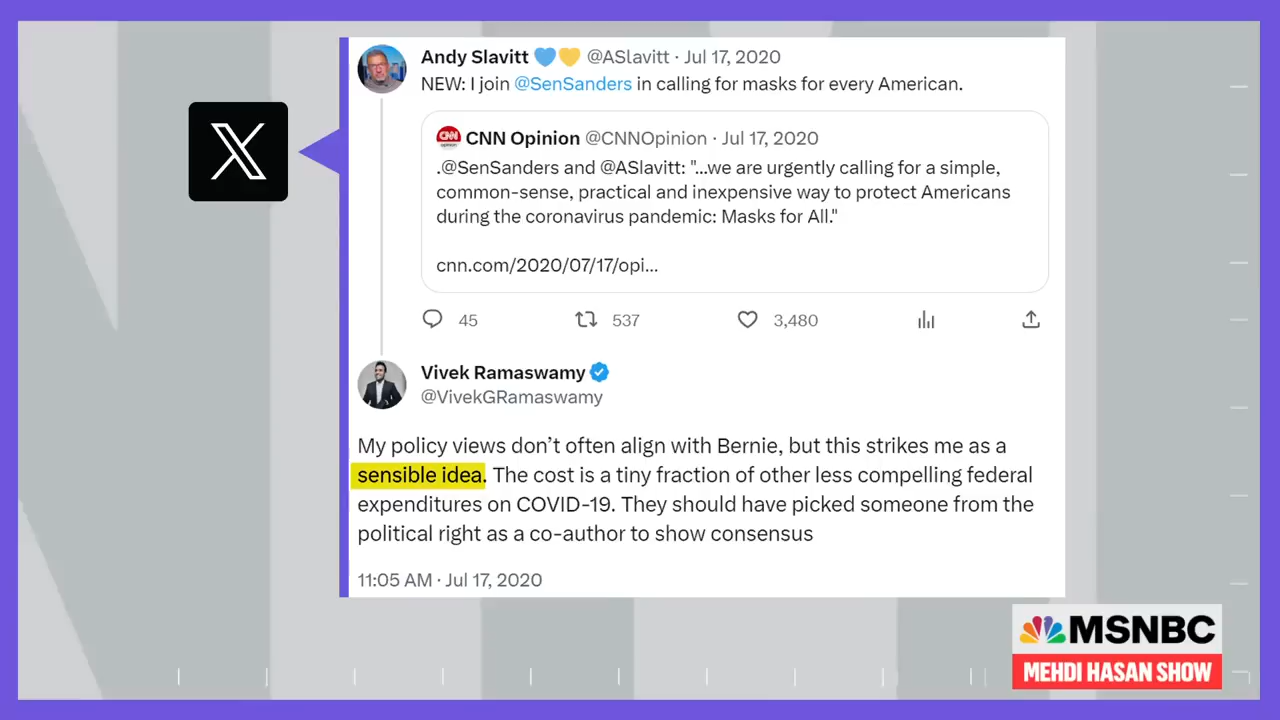 Andy Slavitt 💙💛 @ASlavitt · Jul 17, 2020
NEW: I join @SenSanders in calling for masks for every American.
CNN opinion
CNN Opinion @CNNOpinion · Jul 17, 2020
.@SenSanders and @ASlavitt: "...we are urgently calling for a simple,
common-sense, practical and inexpensive way to protect Americans
during the coronavirus pandemic: Masks for All."
cnn.com/2020/07/17/opi...
45 537 3,480
Vivek Ramaswamy
@VivekGRamaswamy
My policy views don’t often align with Bernie, but this strikes me as a
sensible idea. The cost is a tiny fraction of other less compelling federal
expenditures on COVID-19. They should have picked someone from the
political right as a co-author to show consensus
11:05 AM · Jul 17, 2020
X
MSNBC
MEHDI HASAN SHOW